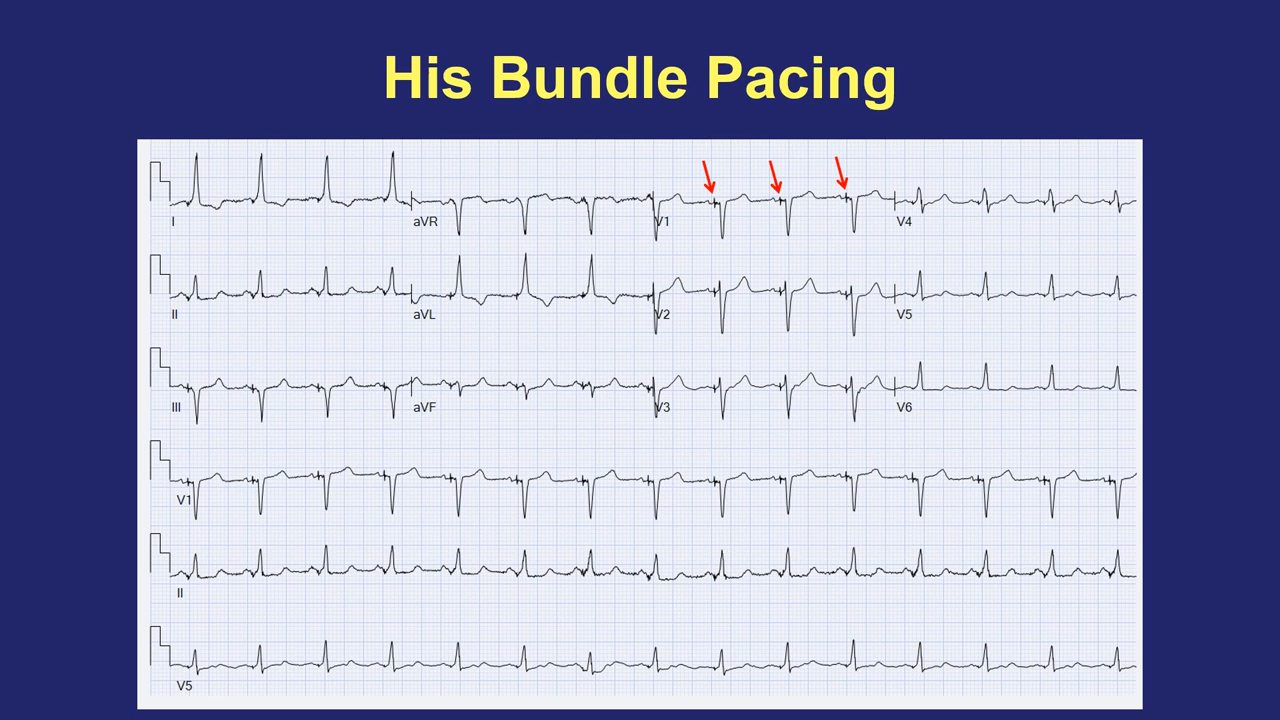 His Bundle Pacing
I aVR V1 V4
II aVL V2 V5
III aVF V3 V6
V1
II
V5